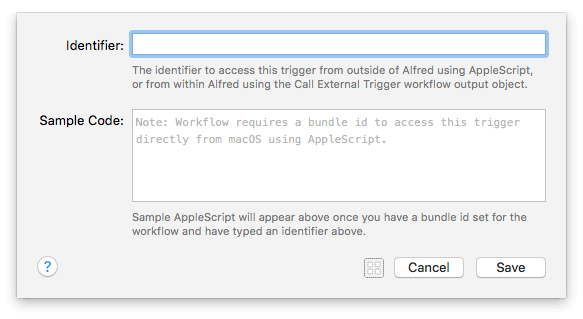 Identifier:
The identifier to access this trigger from outside of Alfred using AppleScript,
or from within Alfred using the Call External Trigger workflow output object.
Sample Code:
Note: Workflow requires a bundle id to access this trigger
directly from macOS using AppleScript.
Sample AppleScript will appear above once you have a bundle id set for the
workflow and have typed an identifier above.
?
Cancel
Save